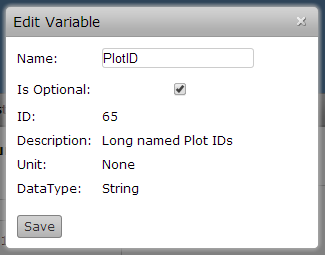 Edit Variable
Name: PlotID
Is Optional:
ID: 65
Description: Long named Plot IDs
Unit: None
DataType: String
Save